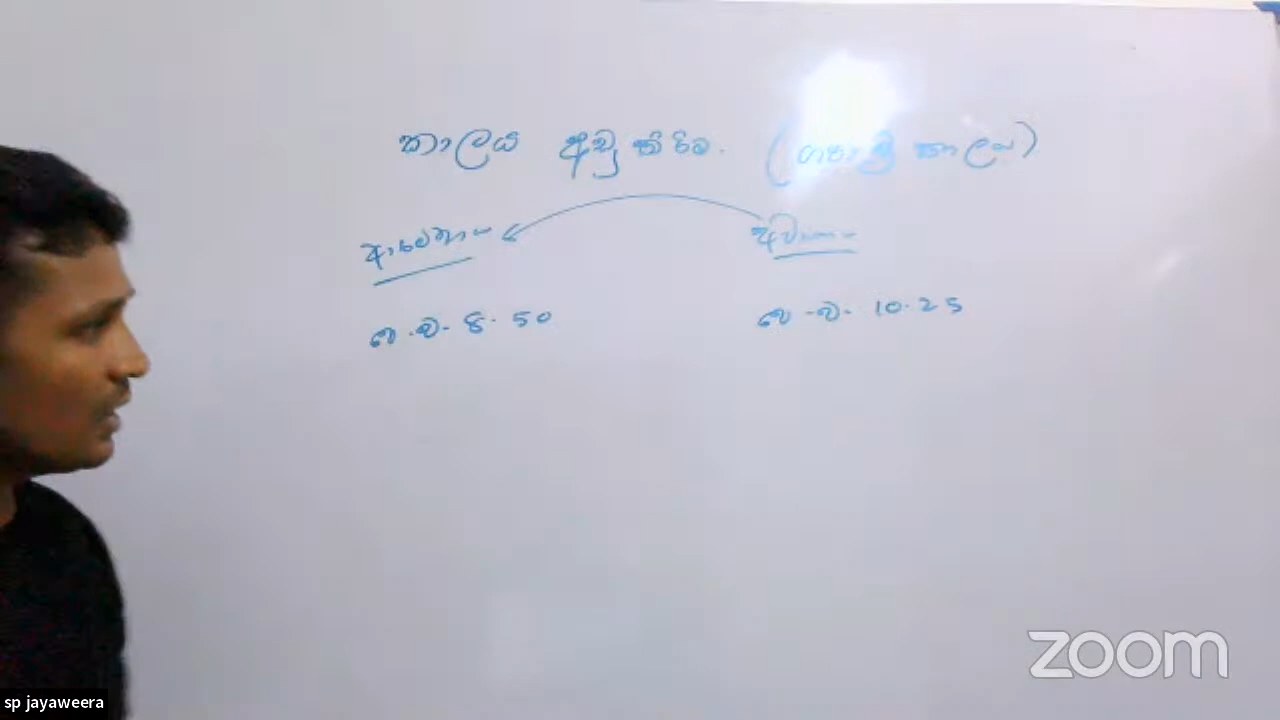 කාලය අඩු කිරීම. (ගතවූ කාලය)
ආරම්භය අවසානය
පෙ.ව. 8.50 පෙ.ව. 10.25
zoom
sp jayaweera